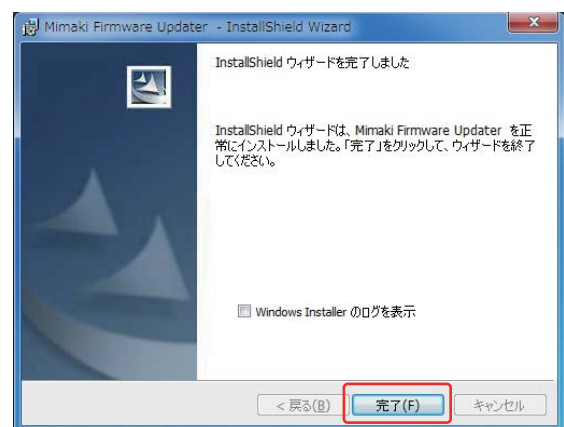 Mimaki Firmware Updater - InstallShield Wizard
InstallShield ウィザードを完了しました
InstallShield ウィザードは、Mimaki Firmware Updater を正
常にインストールしました。「完了」をクリックして、ウィザードを終了
してください。
Windows Installer のログを表示
< 戻る(B) 完了(F) キャンセル